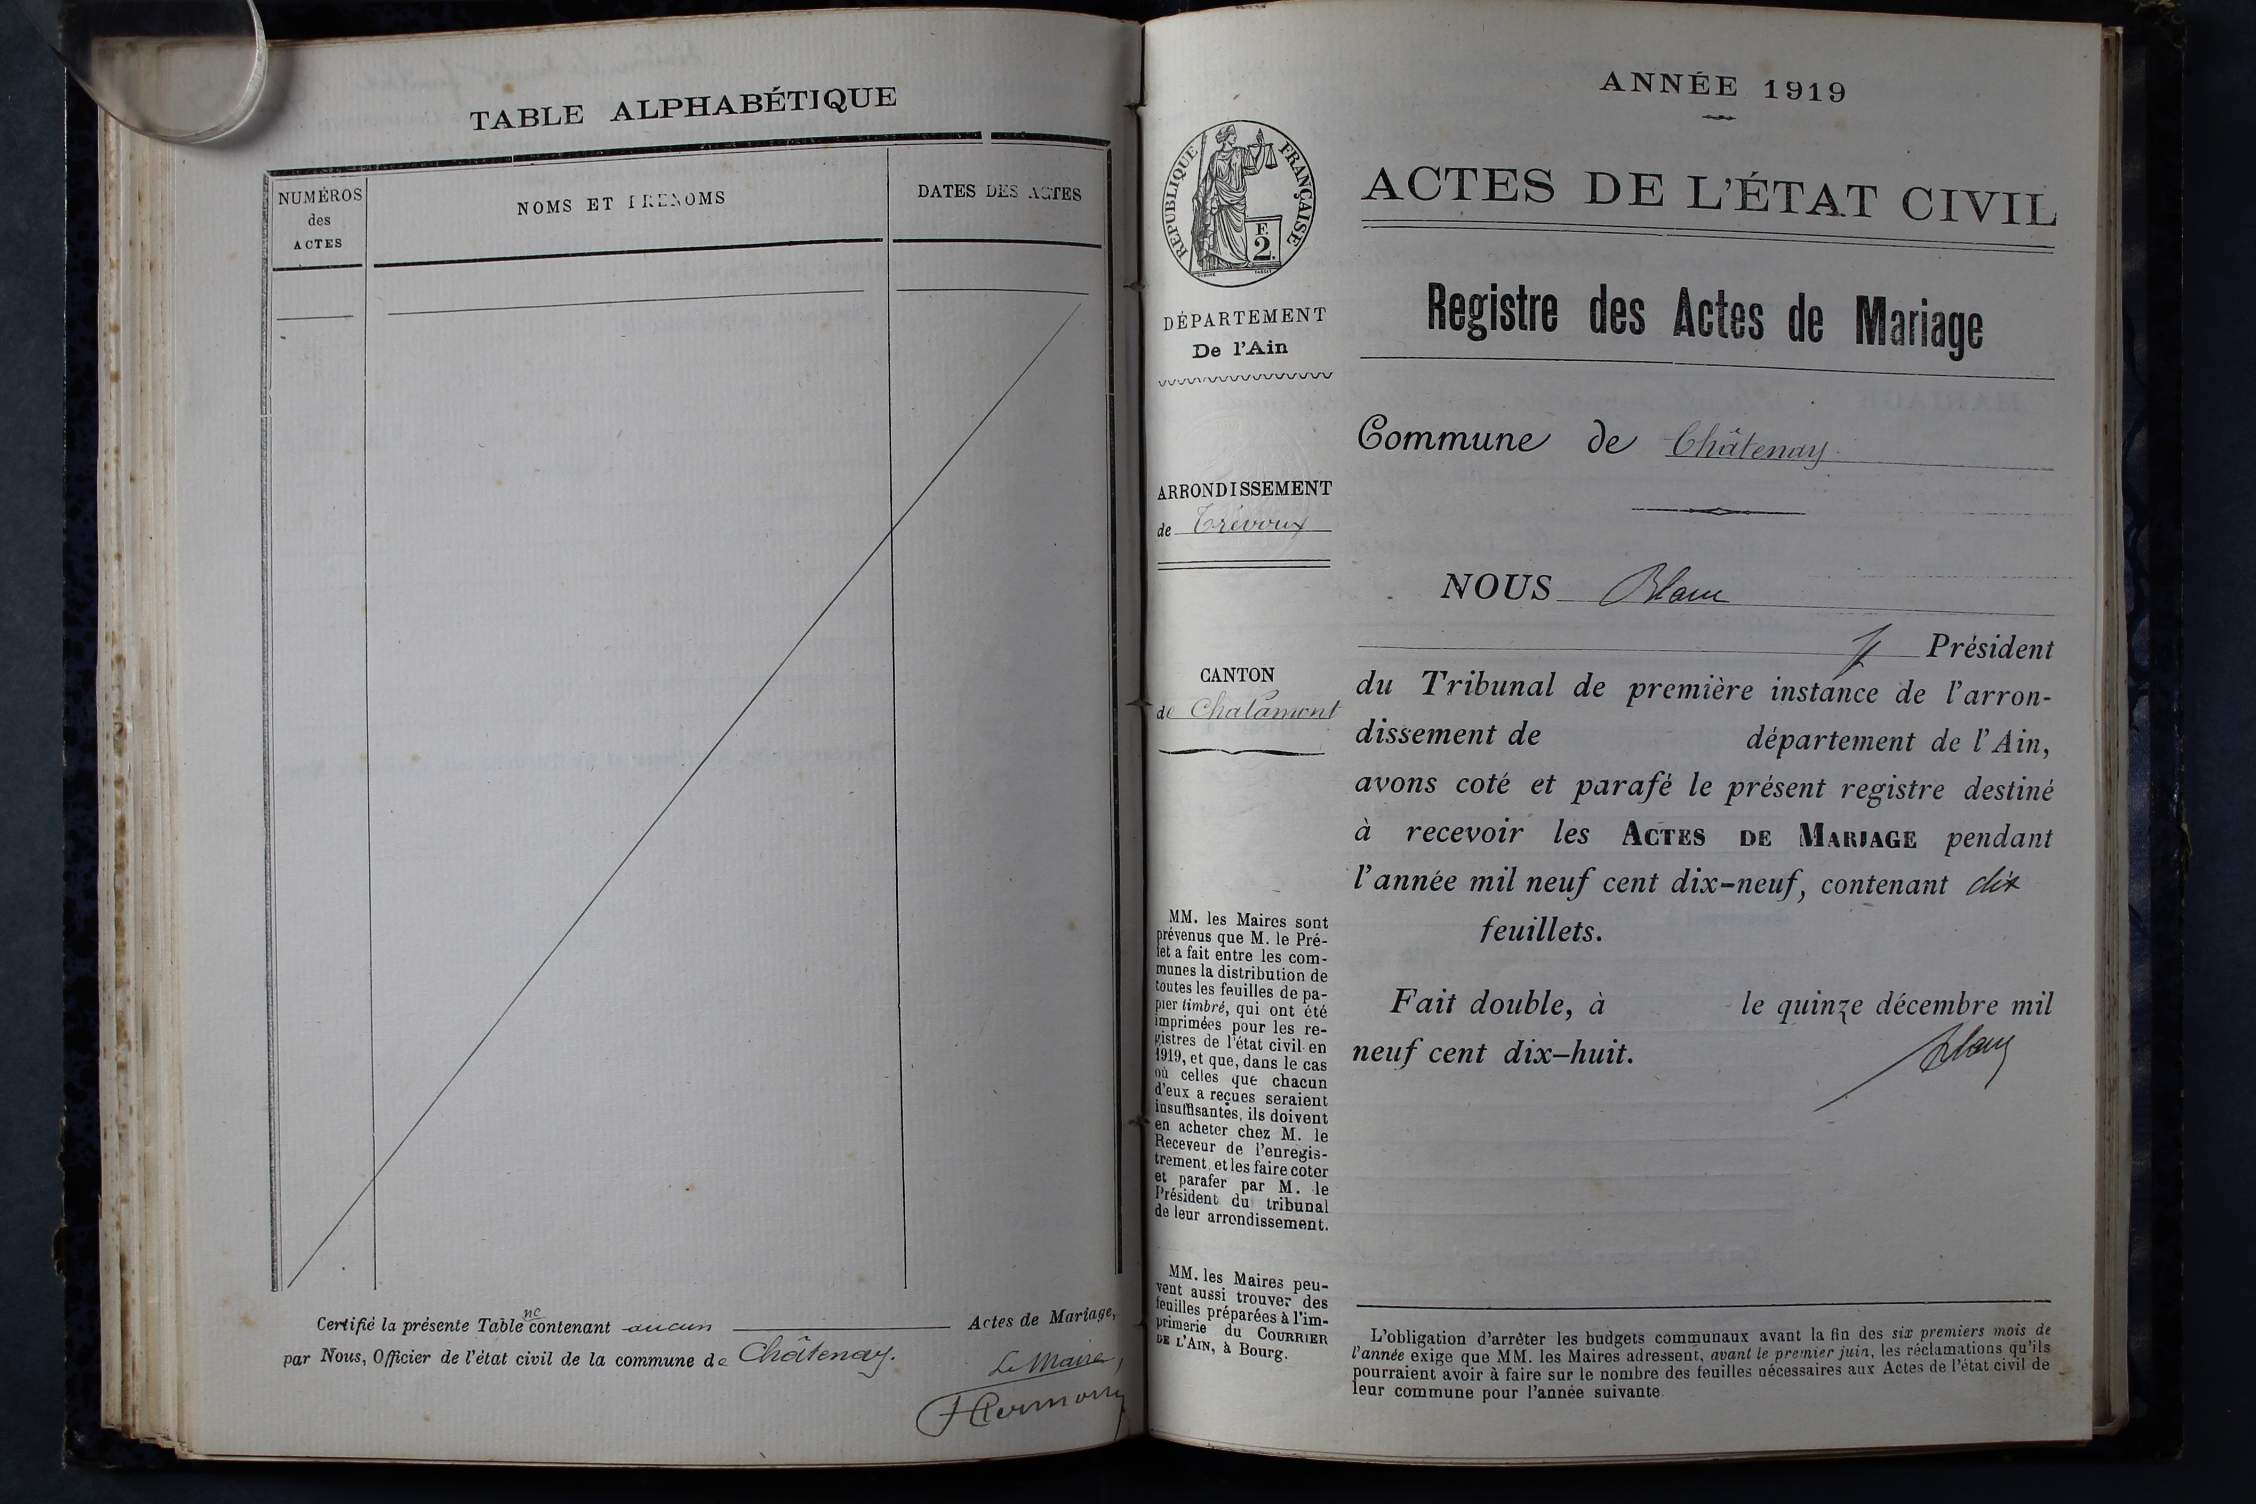 TABLE ALPHABÉTIQUE
NUMÉROS
des
ACTES
NOMS ET PRÉNOMS
DATES DES ACTES
Certifié la présente Table ne contenant aucun Actes de Mariage,
par Nous, Officier de l'état civil de la commune de Châtenay.
Le Maire,
RÉPUBLIQUE FRANÇAISE
F.
2.
DÉPARTEMENT
De l'Ain
ARRONDISSEMENT
de Trévoux
CANTON
de Chalamont
MM. les Maires sont
prévenus que M. le Pré-
fet a fait entre les com-
munes la distribution de
toutes les feuilles de pa-
pier timbré, qui ont été
imprimées pour les re-
gistres de l'état civil en
1919, et que, dans le cas
où celles que chacun
d'eux a reçues seraient
insuffisantes, ils doivent
en acheter chez M. le
Receveur de l'enregis-
trement, et les faire coter
et parafer par M. le
Président du tribunal
de leur arrondissement.
MM. les Maires peu-
vent aussi trouver des
feuilles préparées à l'im-
primerie du COURRIER
DE L'AIN, à Bourg.
ANNÉE 1919
ACTES DE L'ÉTAT CIVIL
Registre des Actes de Mariage
Commune de Châtenay
NOUS Blanc
Président
du Tribunal de première instance de l'arron-
dissement de département de l'Ain,
avons coté et parafé le présent registre destiné
à recevoir les ACTES DE MARIAGE pendant
l'année mil neuf cent dix-neuf, contenant dix
feuillets.
Fait double, à le quinze décembre mil
neuf cent dix-huit.
Blanc
L'obligation d'arrêter les budgets communaux avant la fin des six premiers mois de
l'année exige que MM. les Maires adressent, avant le premier juin, les réclamations qu'ils
pourraient avoir à faire sur le nombre des feuilles nécessaires aux Actes de l'état civil de
leur commune pour l'année suivante.